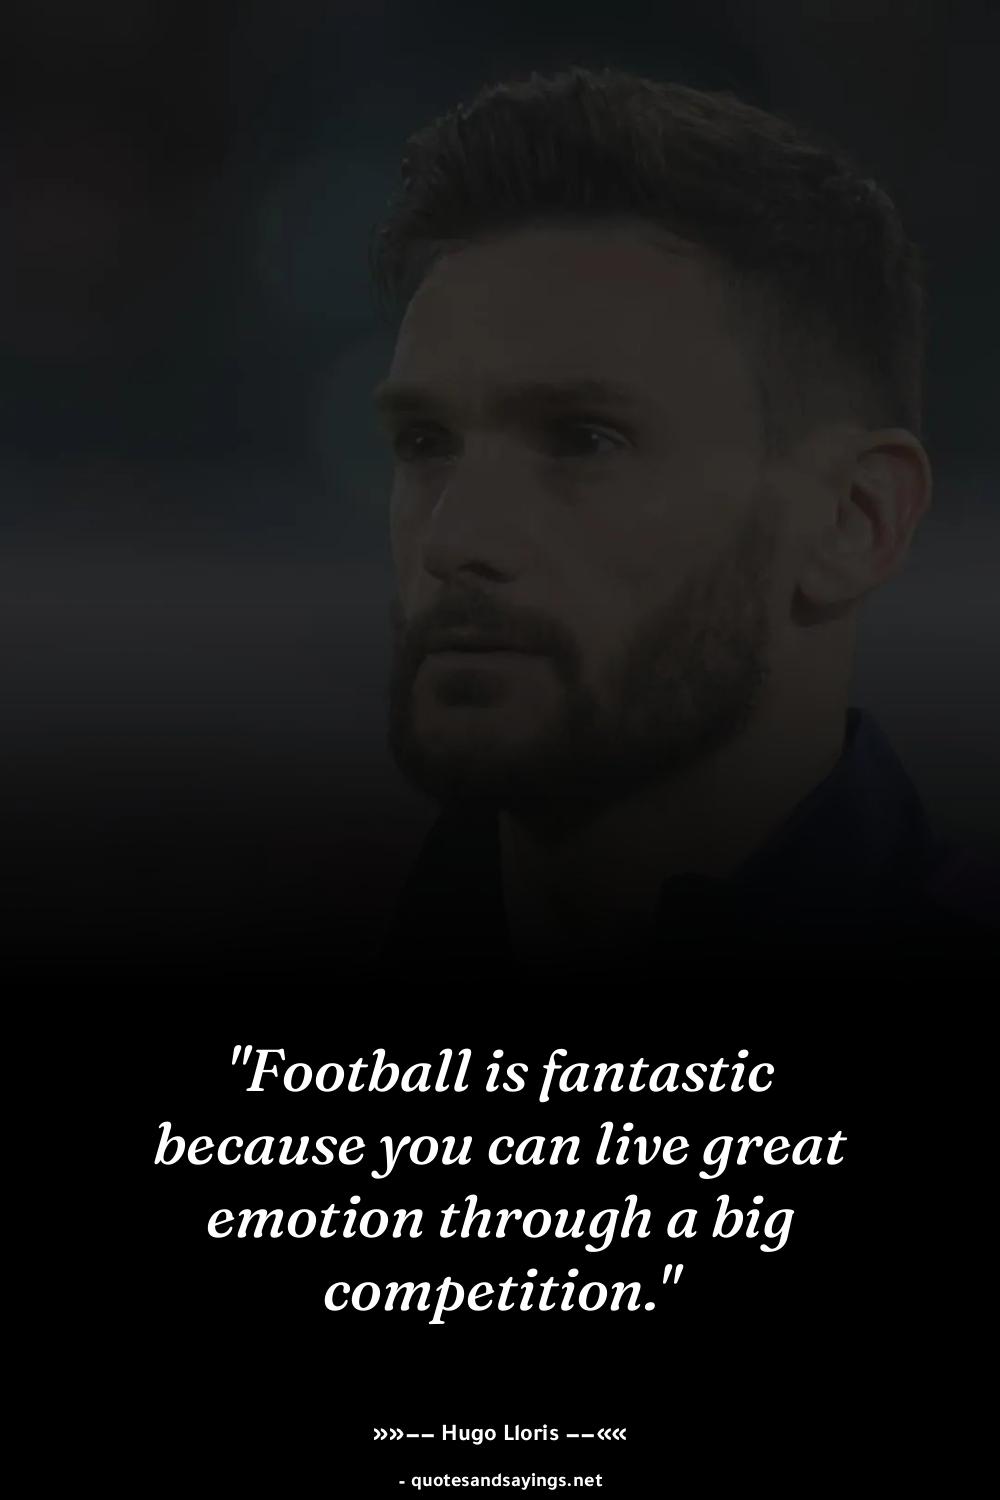 "Football is fantastic
because you can live great
emotion through a big
competition."
»»–– Hugo Lloris ––««
- quotesandsayings.net